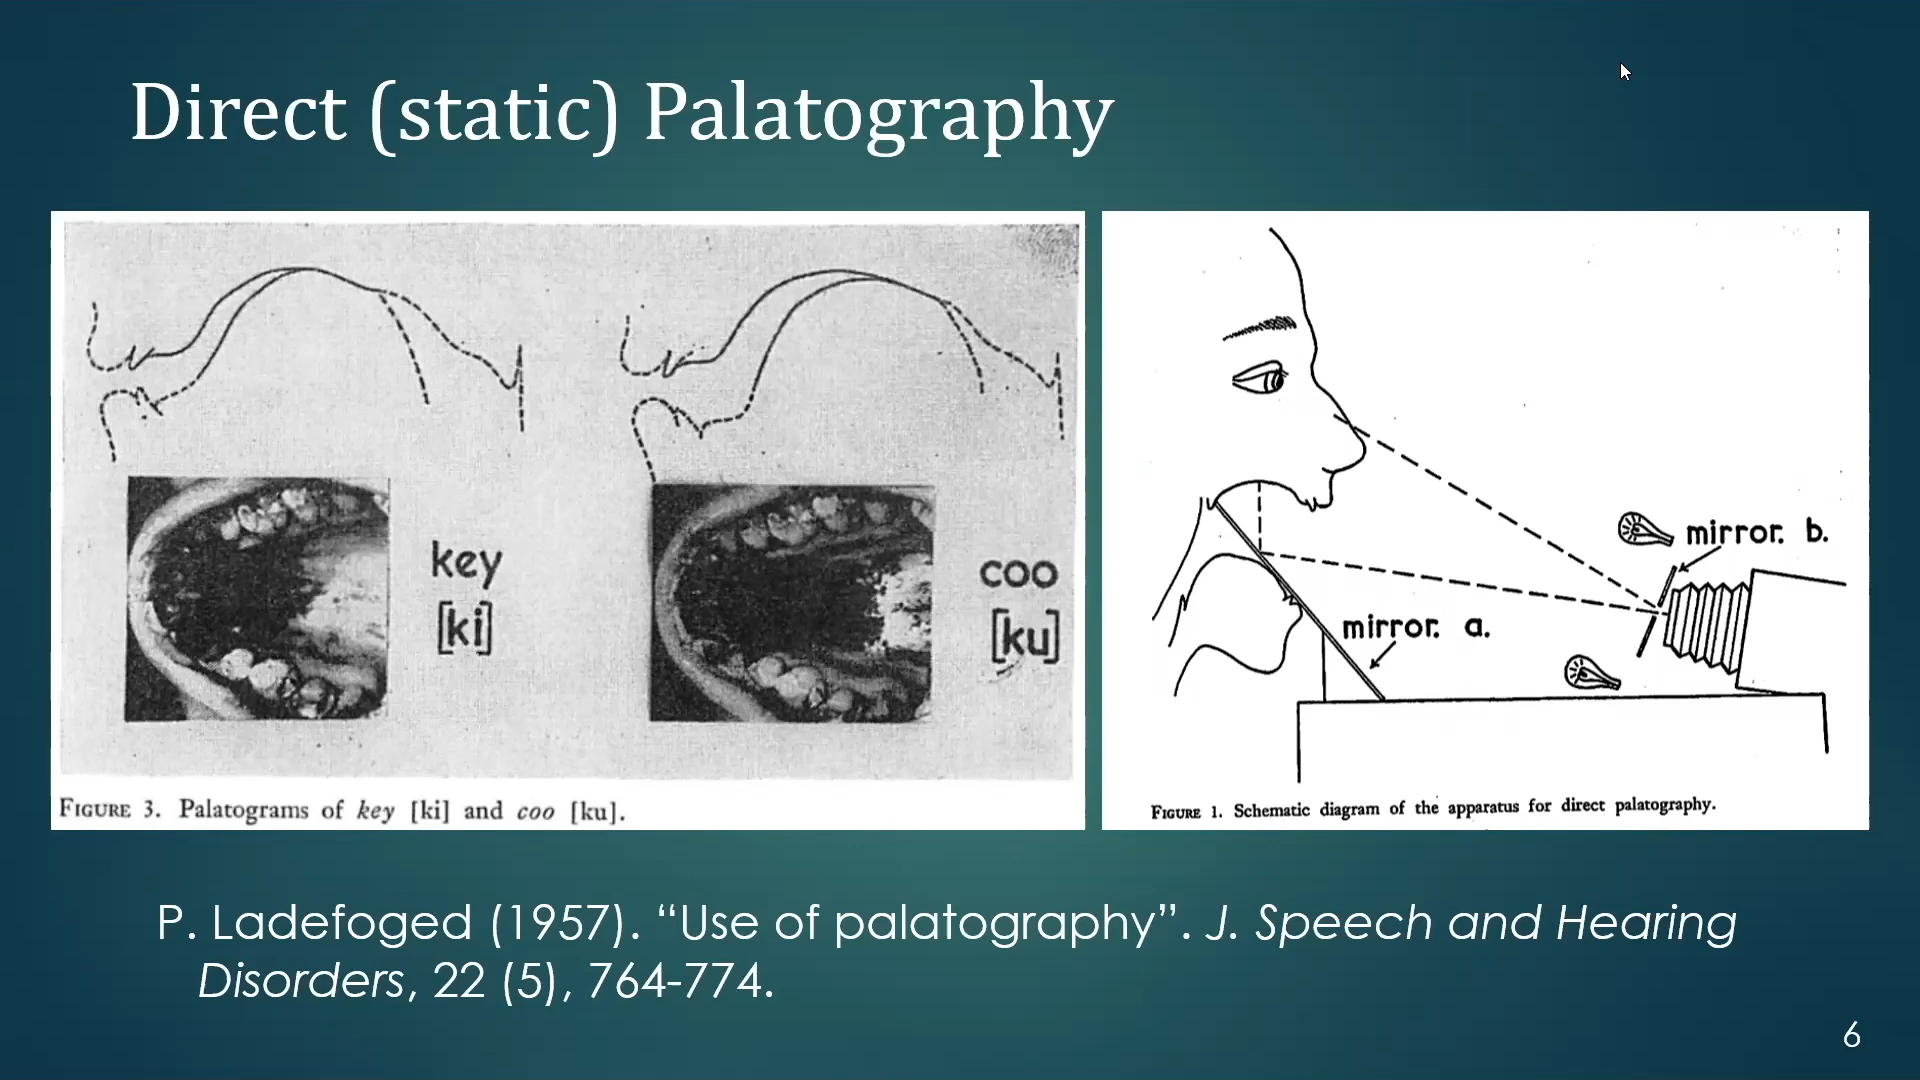 Direct (static) Palatography
key
[ki]
coo
[ku]
FIGURE 3. Palatograms of key [ki] and coo [ku].
mirror. b.
mirror. a.
FIGURE 1. Schematic diagram of the apparatus for direct palatography.
P. Ladefoged (1957). “Use of palatography”. J. Speech and Hearing
Disorders, 22 (5), 764-774.
6